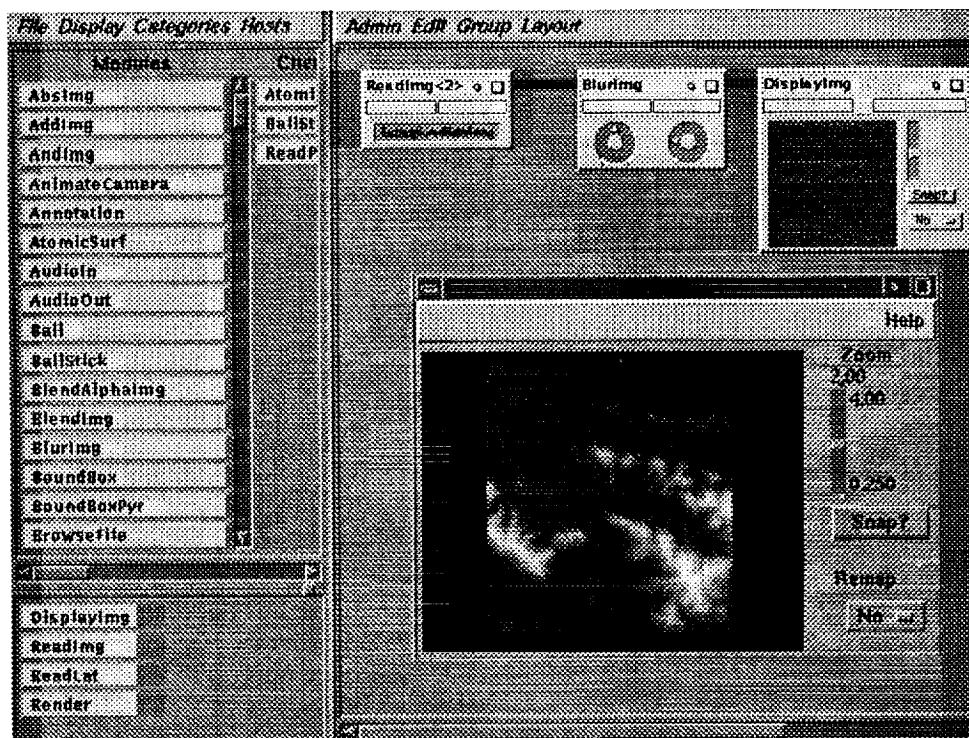 File Display Categories Hosts
Modules
AbsImg
AddImg
AndImg
AnimateCamera
Annotation
AtomicSurf
AudioIn
AudioOut
Ball
BallStick
BlendAlphaImg
BlendImg
BlurImg
BoundBox
BoundBoxPyr
Browsefile
Atomi
BallSt
ReadP
DisplayImg
ReadImg
ReadLat
Render
Admin Edit Group Layout
ReadImg<2>
BlurImg
DisplayImg
Snap?
No
Help
Zoom
2.00
4.00
0.250
Snap?
Remap
No